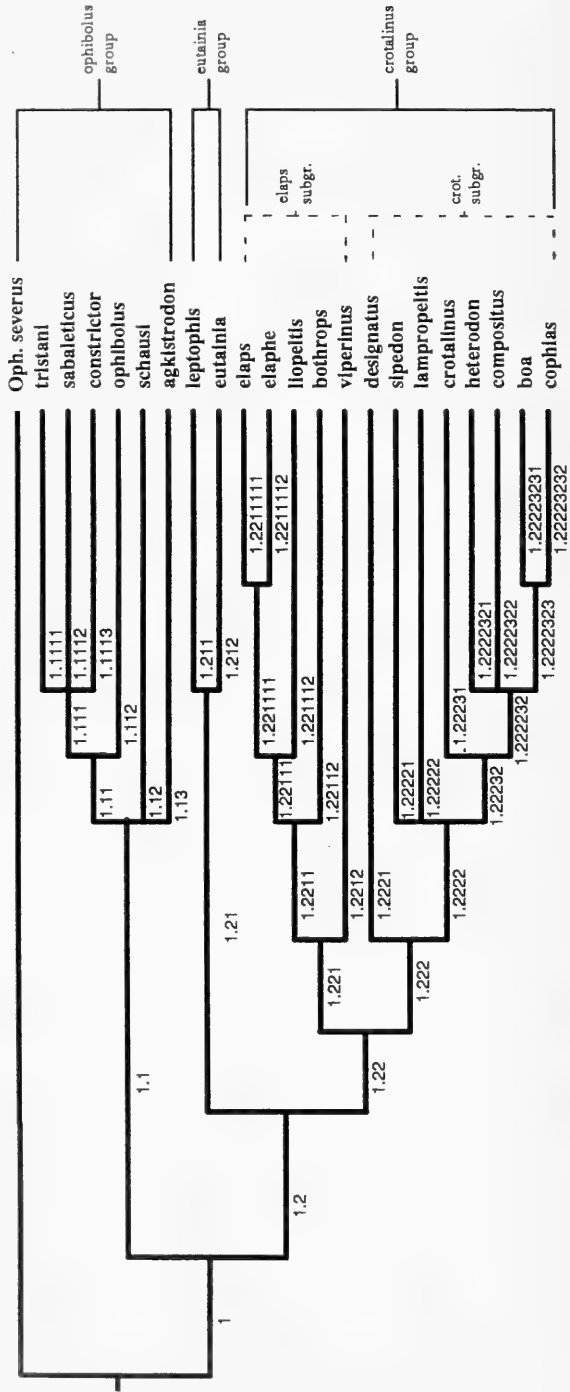 ophibolus
group
eutainia
group
crotalinus
group
elaps
subgr.
crot.
subgr.
Oph. severus
tristani
sabaleticus
constrictor
ophibolus
schausi
agkistrodon
leptophis
eutainia
elaps
elaphe
liopeltis
bothrops
viperinus
designatus
sipedon
lampropeltis
crotalinus
heterodon
compositus
boa
cophias
1.1111
1.1112
1.1113
1.111
1.112
1.11
1.12
1.13
1.211
1.212
1.2211111
1.2211112
1.221111
1.221112
1.22111
1.22112
1.2211
1.2212
1.2221
1.22221
1.22222
1.22231
1.2222321
1.2222322
1.22223231
1.22223232
1.2222323
1.222232
1.22232
1.2222
1.21
1.221
1.222
1.1
1.22
1.2
1